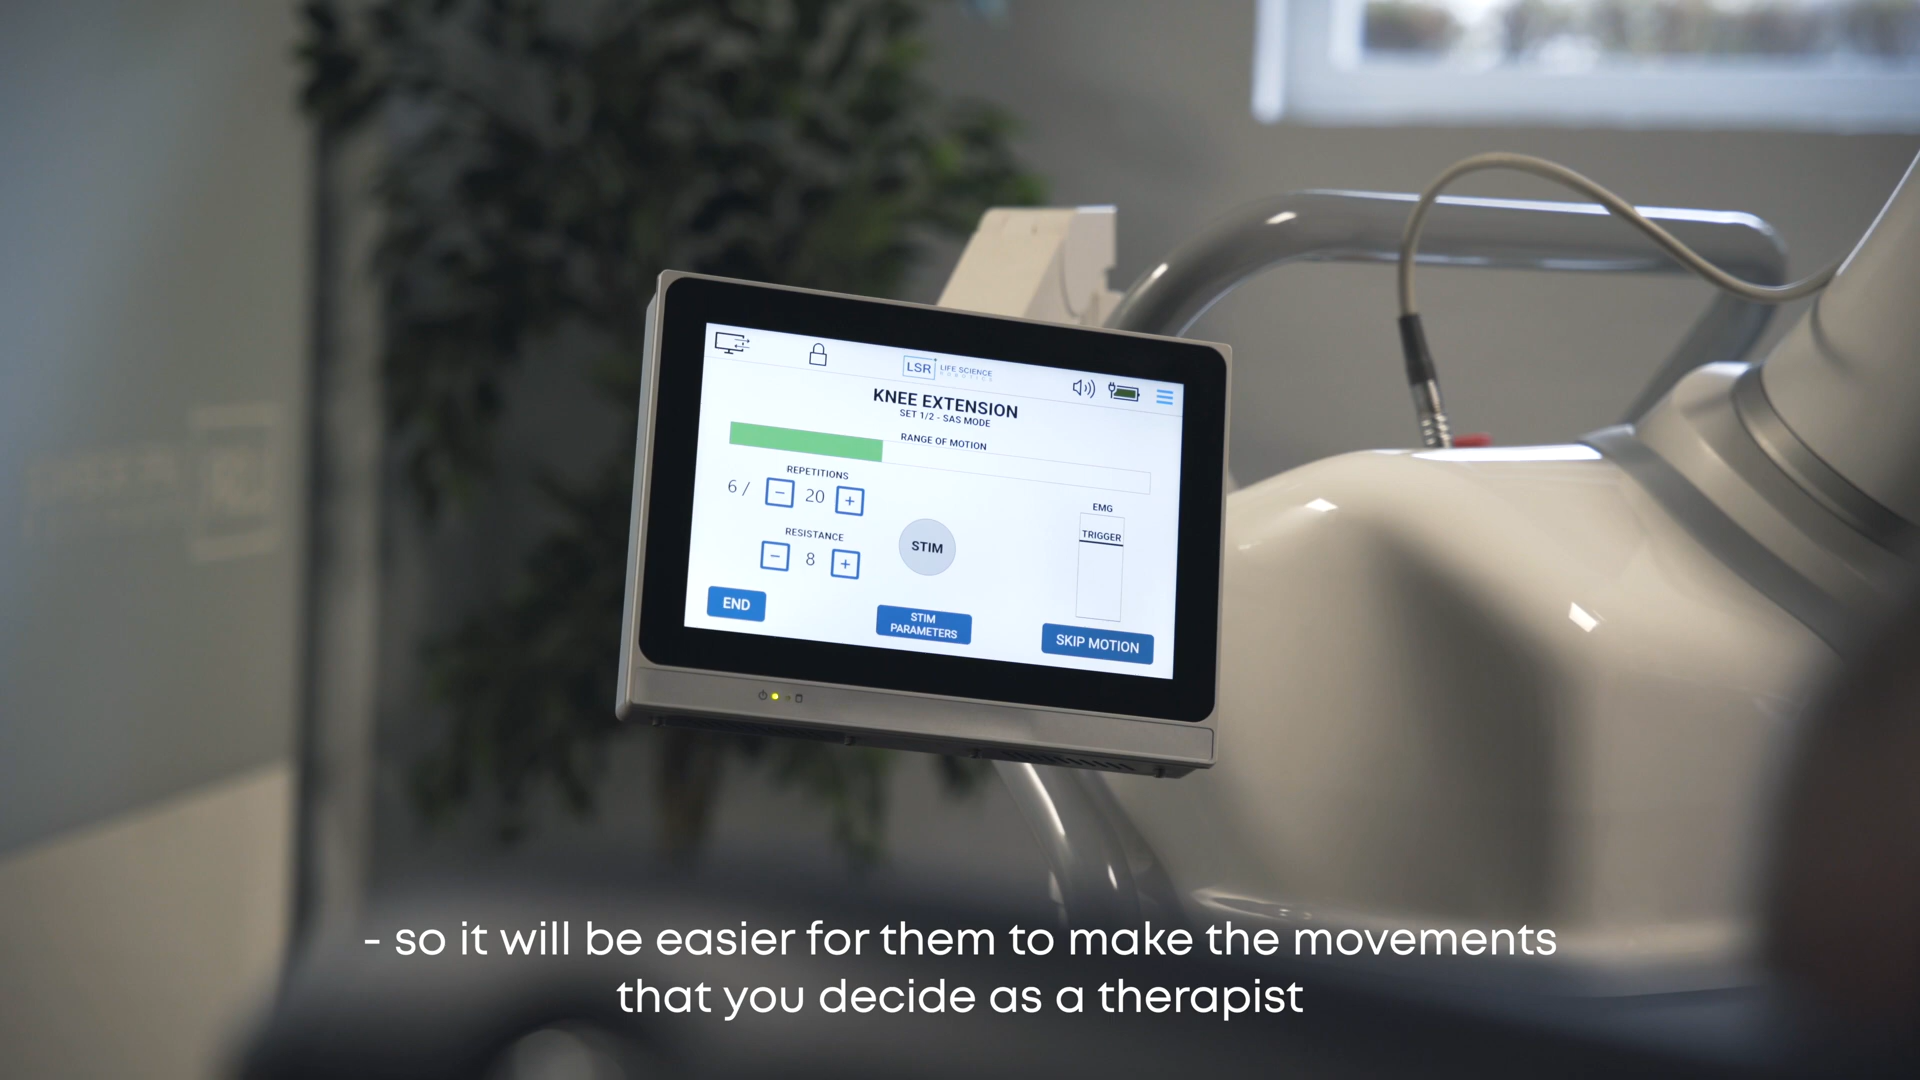 LSR LIFE SCIENCE
ROBOTICS
KNEE EXTENSION
SET 1/2 - SAS MODE
RANGE OF MOTION
REPETITIONS
6 / − 20 +
RESISTANCE
− 8 +
STIM
EMG
TRIGGER
END
STIM
PARAMETERS
SKIP MOTION
- so it will be easier for them to make the movements
that you decide as a therapist